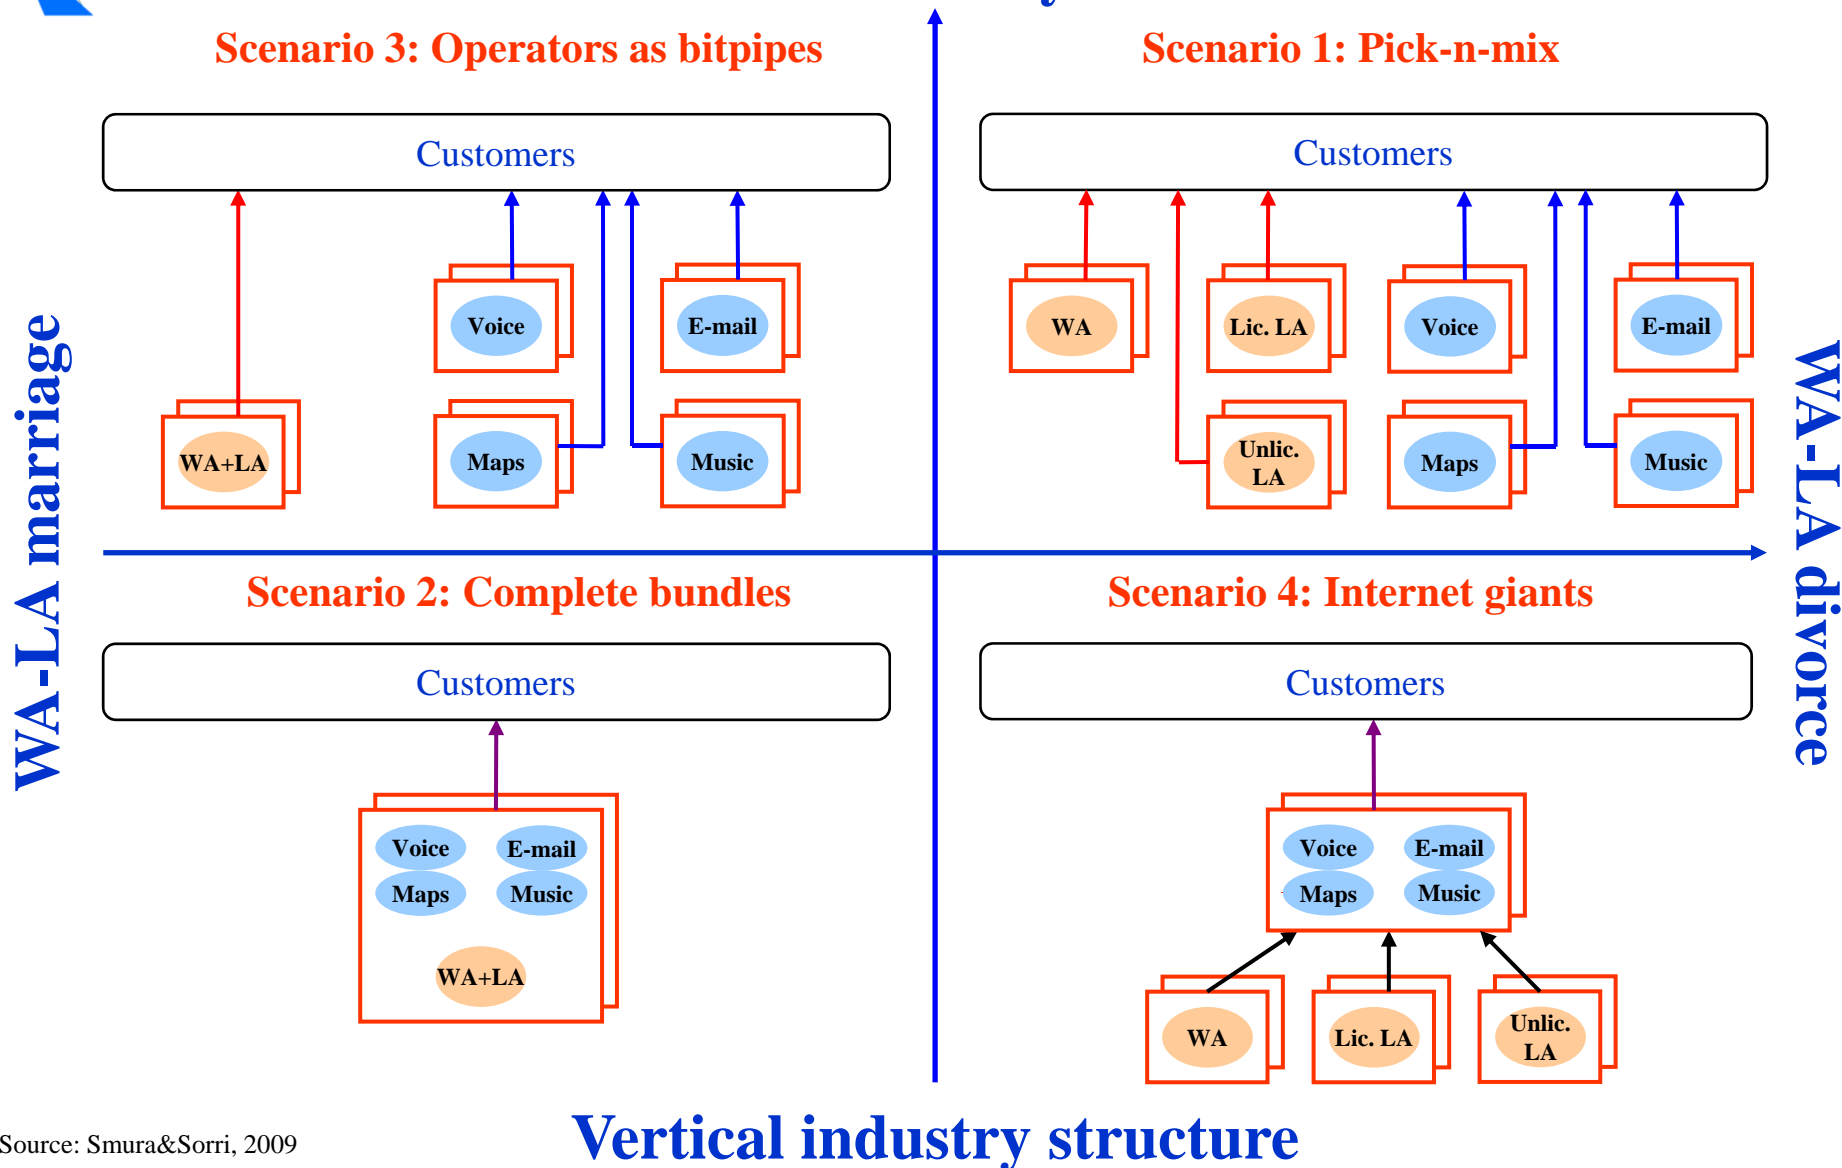 Scenario 3: Operators as bitpipes
Scenario 1: Pick-n-mix
Customers
Customers
Voice
E-mail
WA
Lic. LA
Voice
E-mail
WA+LA
Maps
Music
Unlic.
LA
Maps
Music
WA-LA marriage
WA-LA divorce
Scenario 2: Complete bundles
Scenario 4: Internet giants
Customers
Customers
Voice
E-mail
Maps
Music
WA+LA
Voice
E-mail
Maps
Music
WA
Lic. LA
Unlic.
LA
Vertical industry structure
Source: Smura&Sorri, 2009